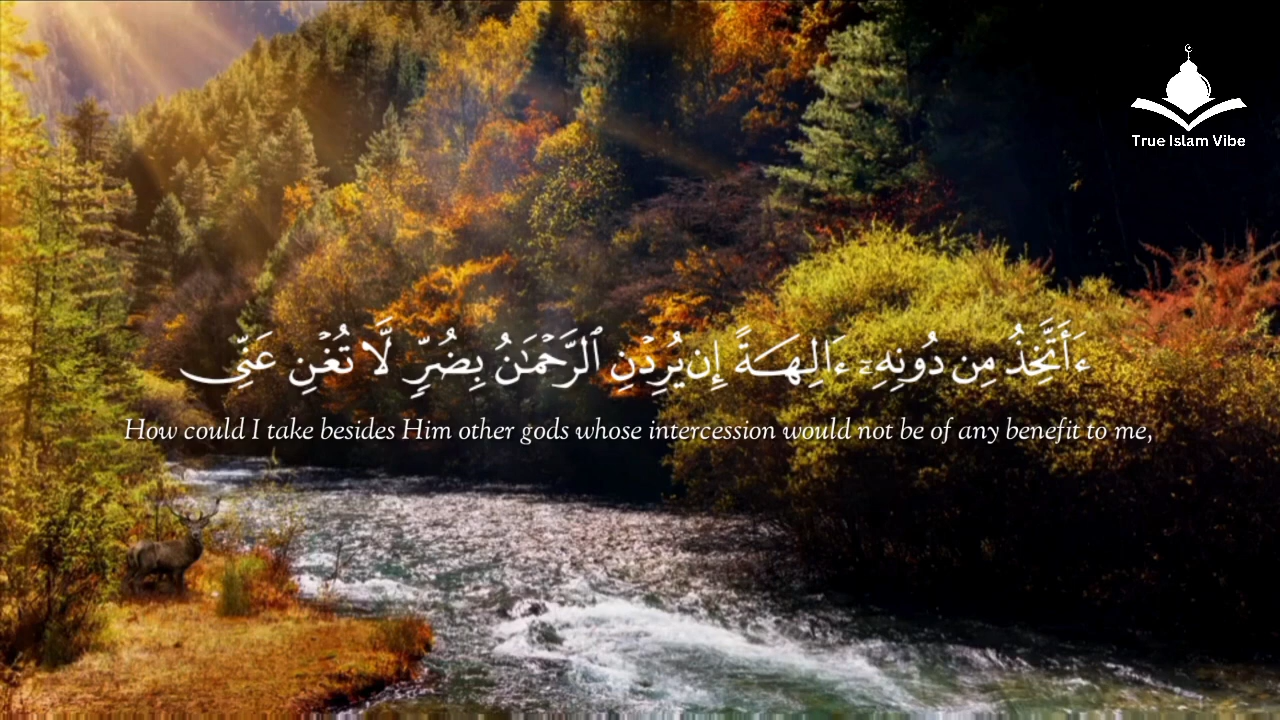 True Islam Vibe
ءَأَتَّخِذُ مِن دُونِهِۦٓ ءَالِهَةً إِن يُرِدْنِ ٱلرَّحْمَـٰنُ بِضُرٍّ لَّا تُغْنِ عَنِّى
How could I take besides Him other gods whose intercession would not be of any benefit to me,